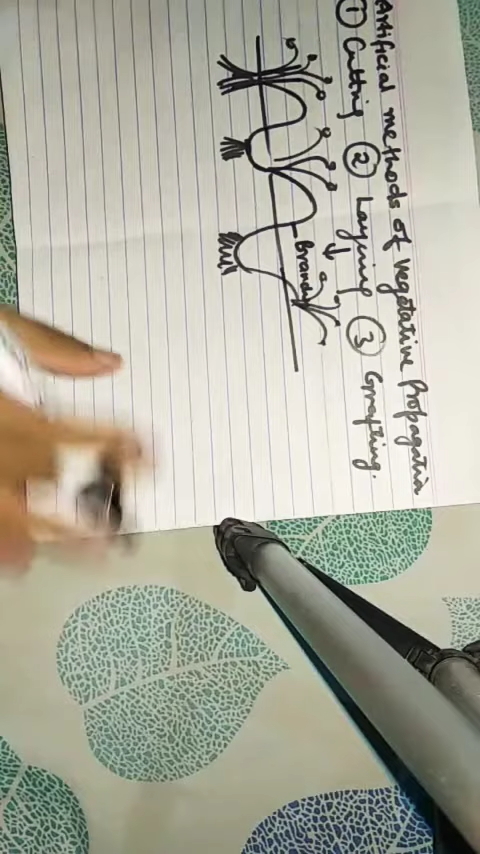 Artificial methods of vegetative Propagation
① Cutting ② Layering ③ Grafting.
Branch